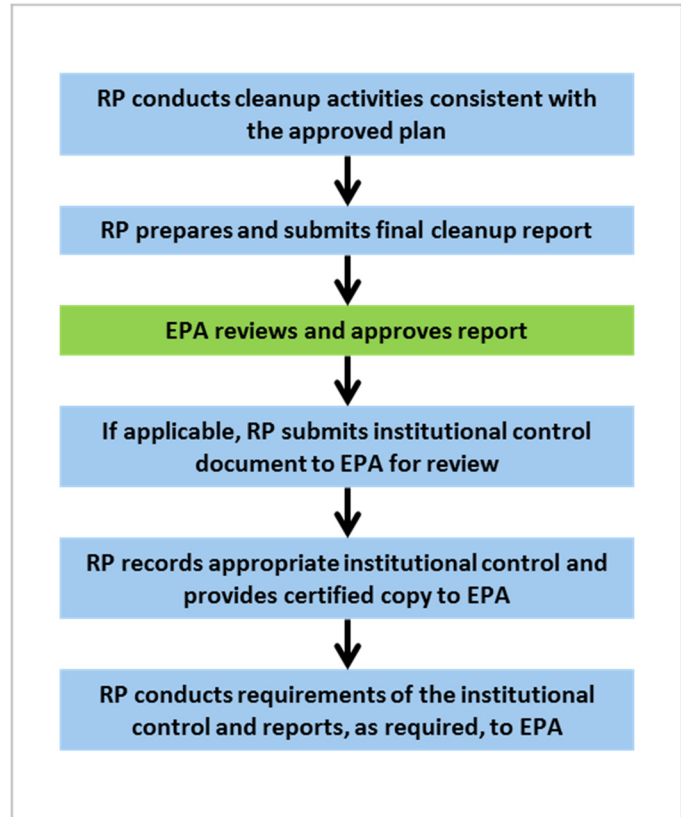 RP conducts cleanup activities consistent with
the approved plan
RP prepares and submits final cleanup report
EPA reviews and approves report
If applicable, RP submits institutional control
document to EPA for review
RP records appropriate institutional control and
provides certified copy to EPA
RP conducts requirements of the institutional
control and reports, as required, to EPA